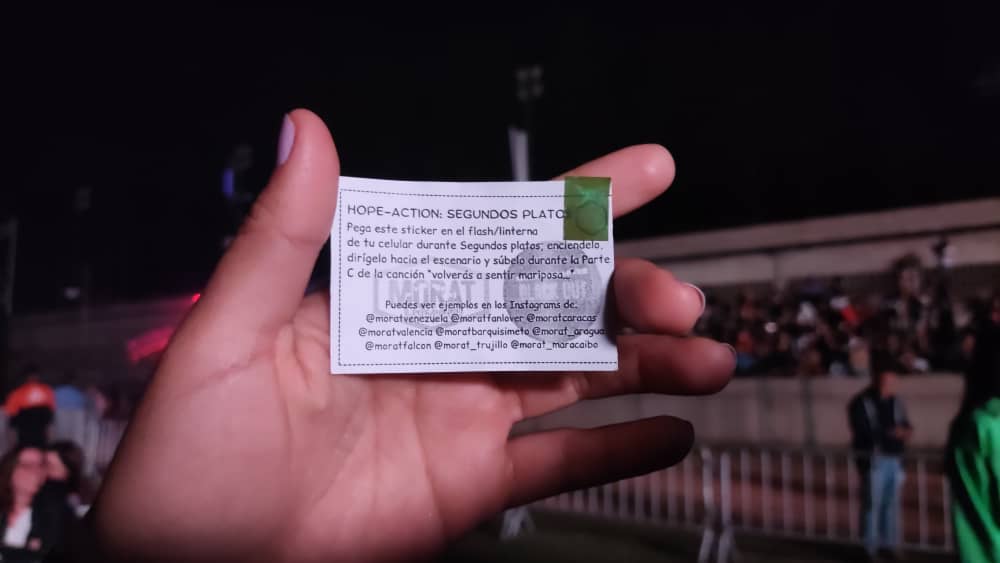 HOPE-ACTION: SEGUNDOS PLATOS
Pega este sticker en el flash/linterna
de tu celular durante Segundos platos, enciendelo,
dirígelo hacia el escenario y súbelo durante la Parte
C de la canción "volverás a sentir mariposa..."
MORAT
Puedes ver ejemplos en los Instagrams de:
@moratvenezuela @moratfanlover @moratcaracas
@moratvalencia @moratbarquisimeto @morat_aragua
@moratfalcon @morat_trujillo @morat_maracaibo